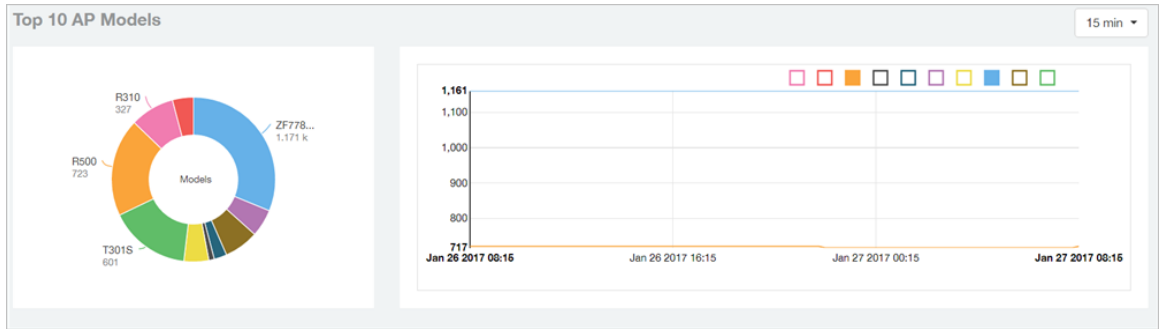 Top 10 AP Models
15 min
R310
327
ZF778...
1.171 k
R500
723
Models
T301S
601
1,161
1,100
1,000
900
800
717
Jan 26 2017 08:15 Jan 26 2017 16:15 Jan 27 2017 00:15 Jan 27 2017 08:15